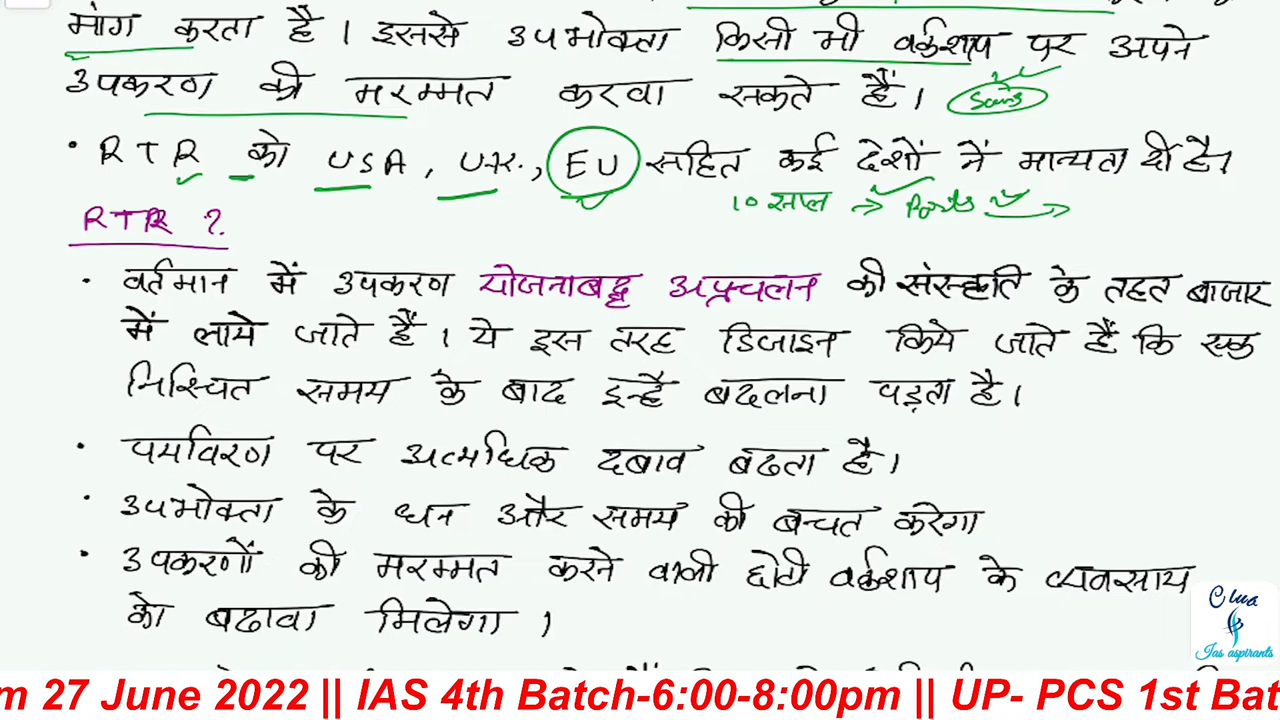 मांग करता है। इससे उपभोक्ता किसी भी वर्कशाप पर अपने
उपकरण की मरम्मत करवा सकते हैं।
• RTR को USA, U.K., EU सहित कई देशों में मान्यता दी है।
10 साल → Parts →
RTR ?
• वर्तमान में उपकरण योजनाबद्ध अप्रचलन की संस्कृति के तहत बाजार
में लाये जाते हैं। ये इस तरह डिजाइन किये जाते हैं कि एक
निश्चित समय के बाद इन्हें बदलना पड़ता है।
• पर्यावरण पर अत्यधिक दबाव बढता है।
• उपभोक्ता के धन और समय की बचत करेगा
• उपकरणों की मरम्मत करने वाली छोटी वर्कशाप के व्यवसाय
को बढावा मिलेगा।
Clua
Ias aspirants
m 27 June 2022 || IAS 4th Batch-6:00-8:00pm || UP- PCS 1st Bat